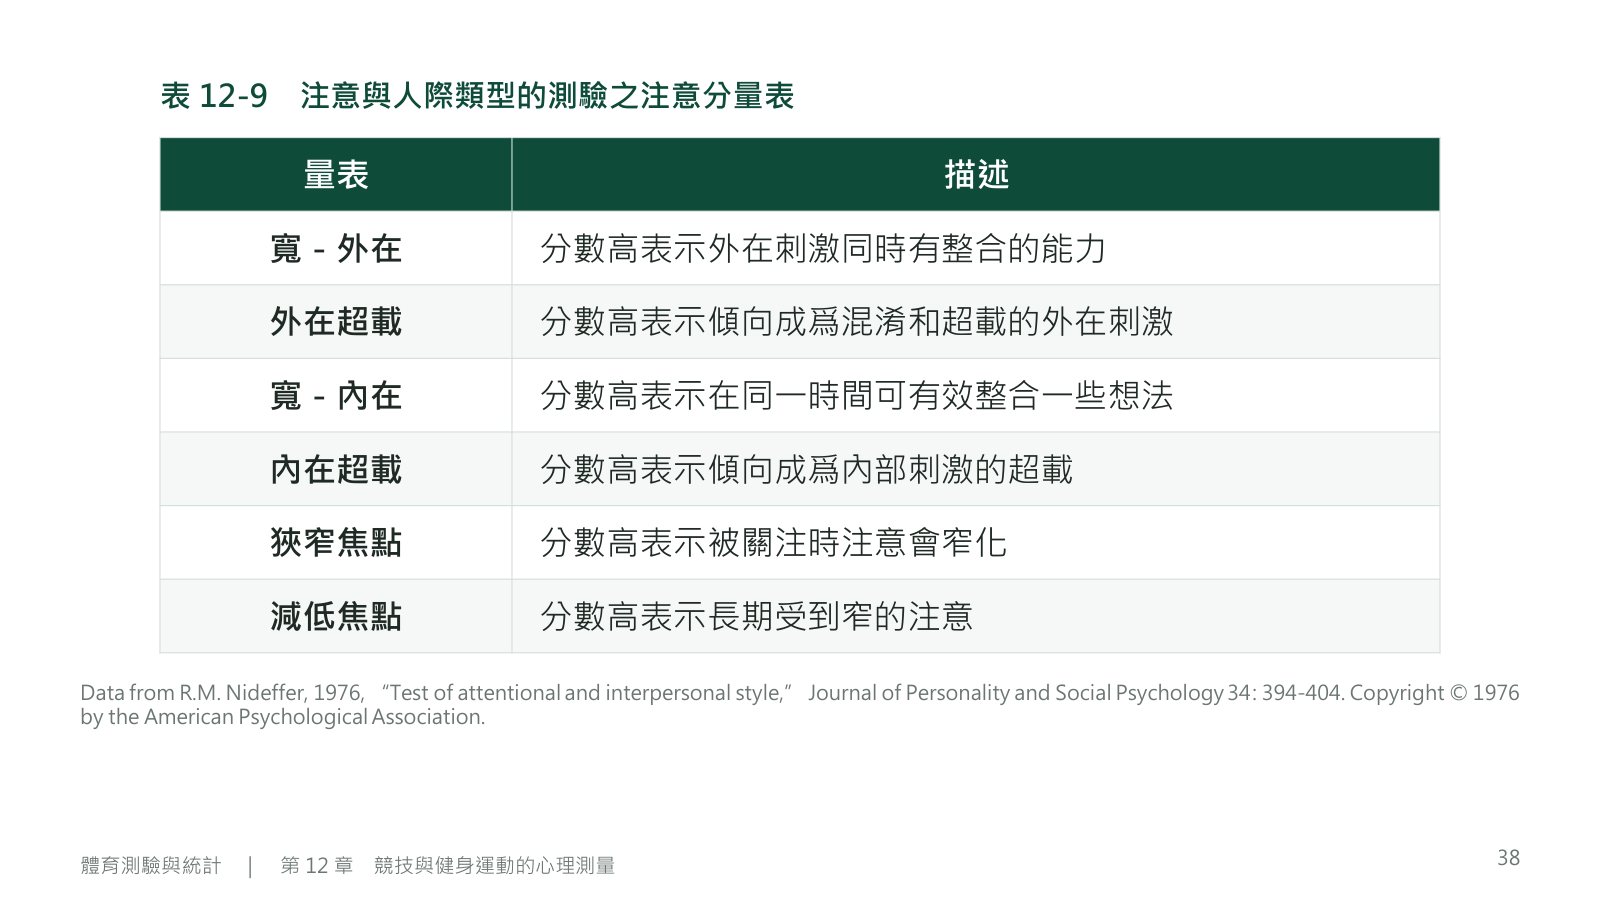 表 12-9　注意與人際類型的測驗之注意分量表
量表　描述
寬 - 外在　分數高表示外在刺激同時有整合的能力
外在超載　分數高表示傾向成爲混淆和超載的外在刺激
寬 - 內在　分數高表示在同一時間可有效整合一些想法
內在超載　分數高表示傾向成爲內部刺激的超載
狹窄焦點　分數高表示被關注時注意會窄化
減低焦點　分數高表示長期受到窄的注意
Data from R.M. Nideffer, 1976, “Test of attentional and interpersonal style,” Journal of Personality and Social Psychology 34: 394-404. Copyright © 1976
by the American Psychological Association.
體育測驗與統計　|　第 12 章　競技與健身運動的心理測量
38